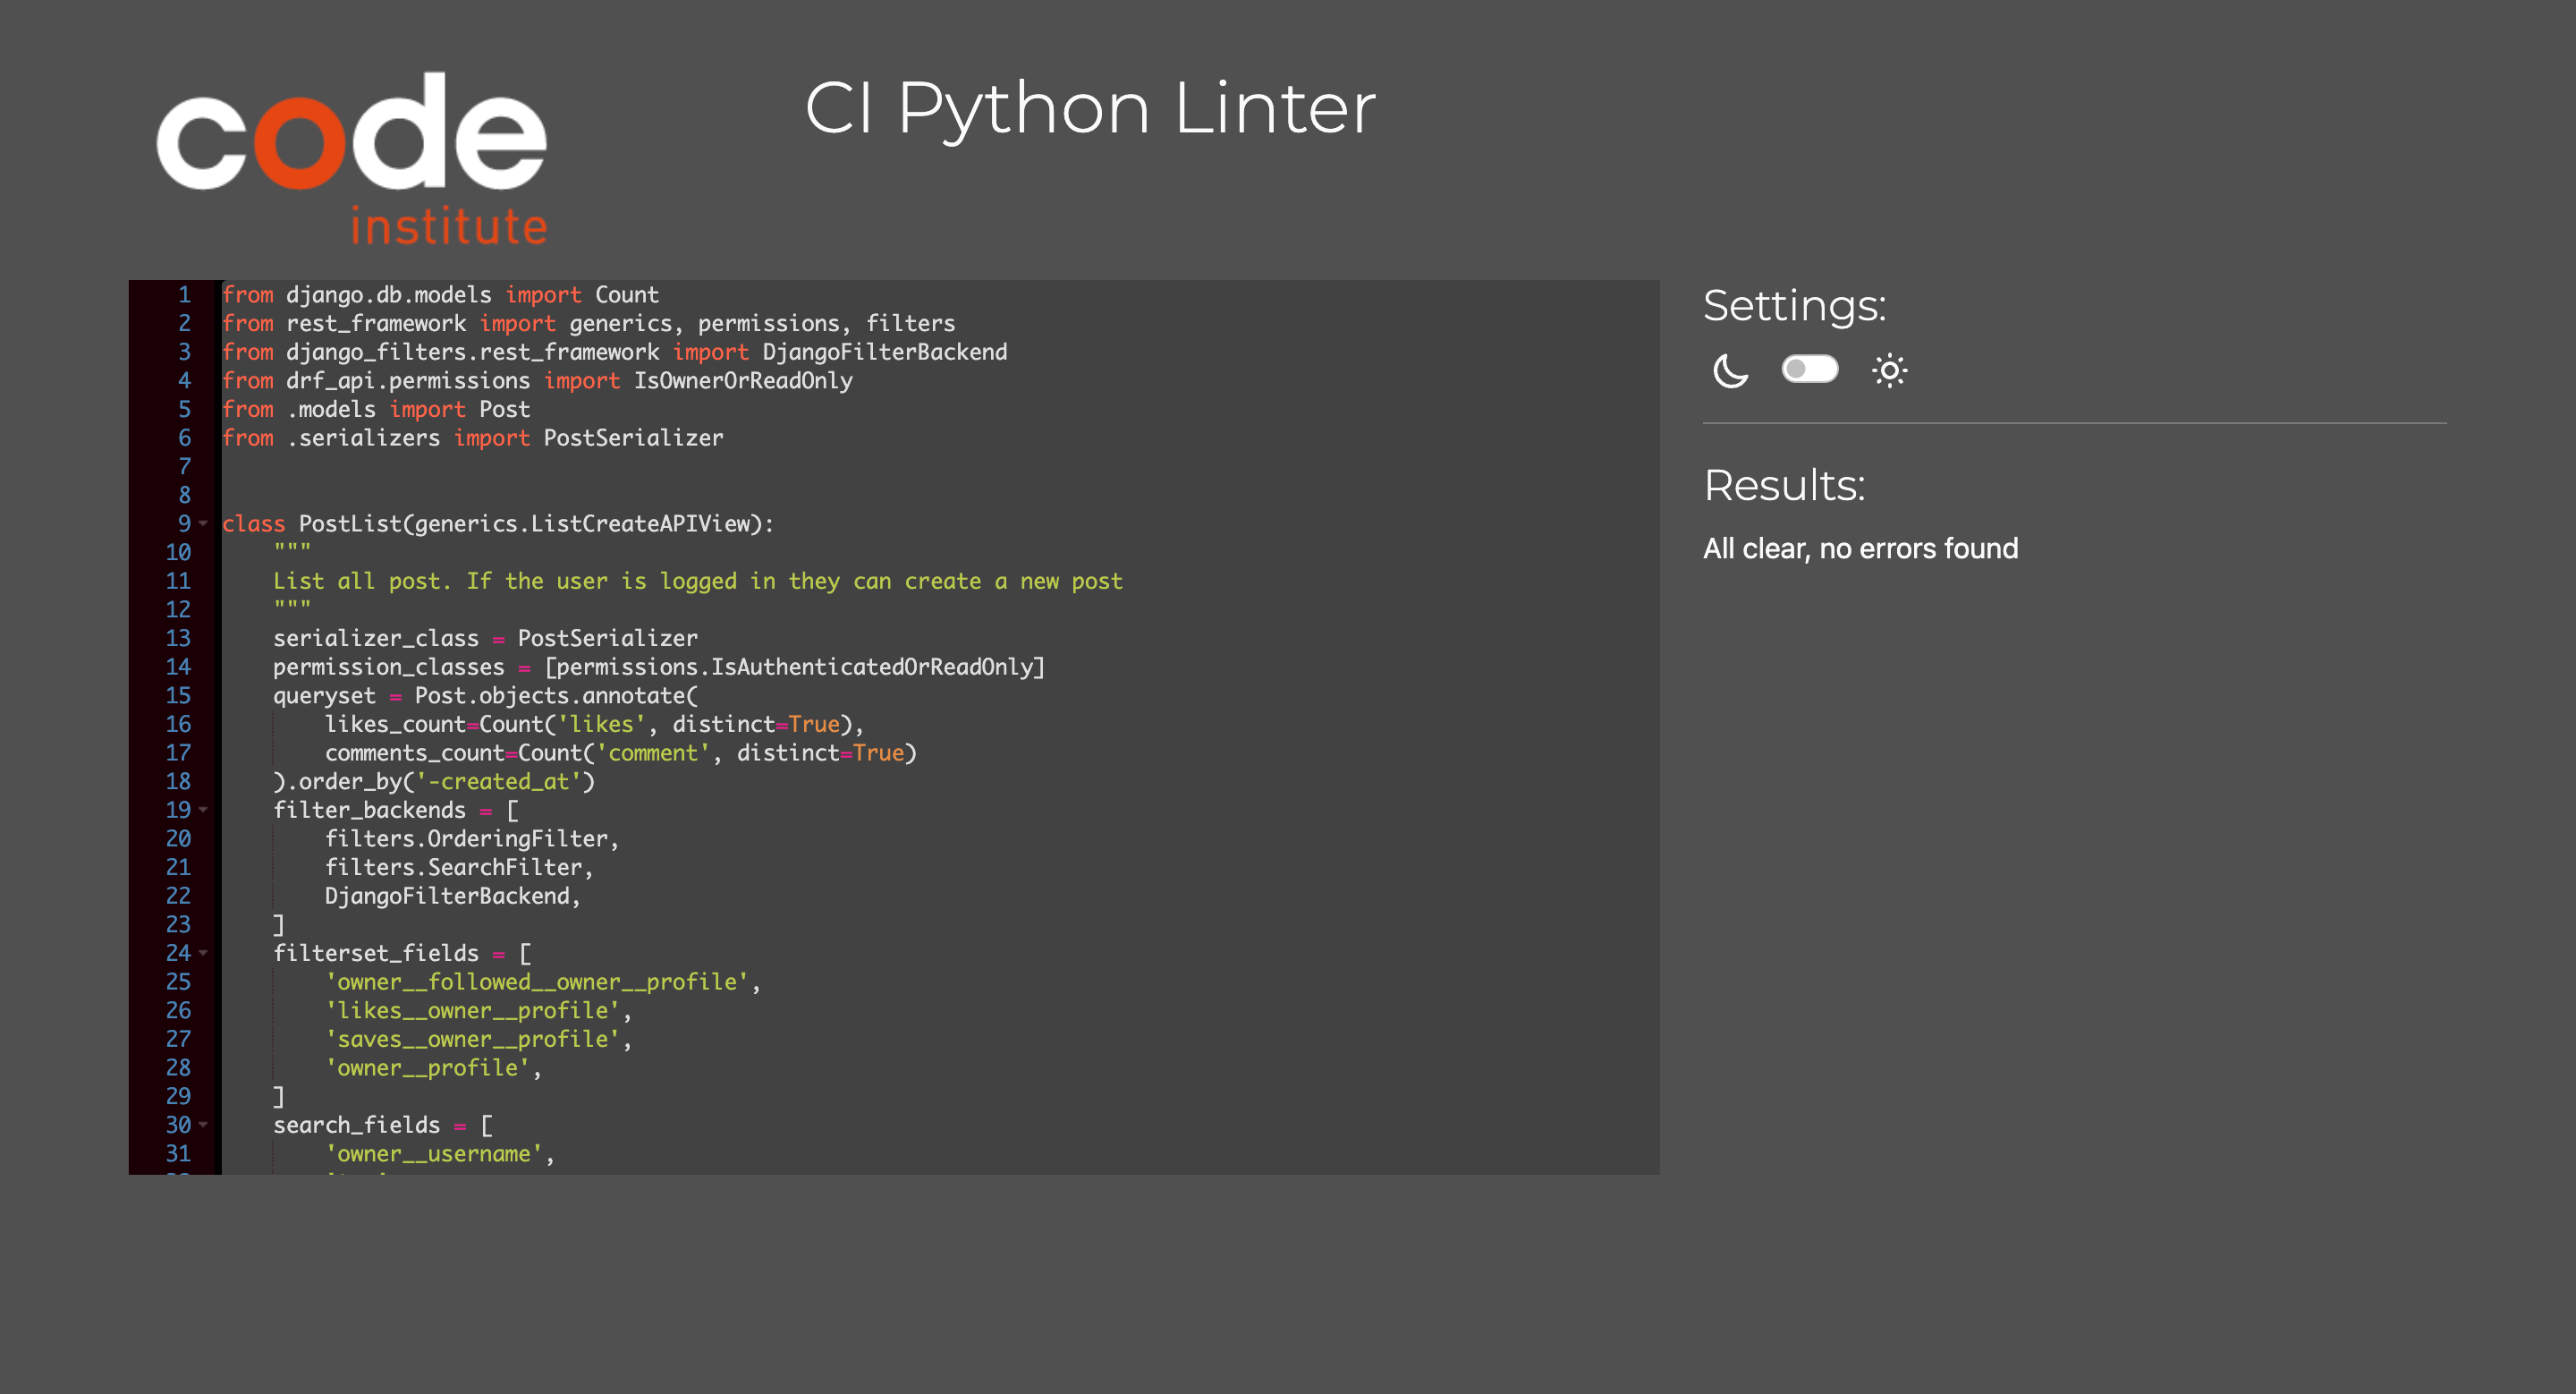 code
institute
CI Python Linter
1 from django.db.models import Count
2 from rest_framework import generics, permissions, filters
3 from django_filters.rest_framework import DjangoFilterBackend
4 from drf_api.permissions import IsOwnerOrReadOnly
5 from .models import Post
6 from .serializers import PostSerializer
7
8
9 class PostList(generics.ListCreateAPIView):
10     """
11     List all post. If the user is logged in they can create a new post
12     """
13     serializer_class = PostSerializer
14     permission_classes = [permissions.IsAuthenticatedOrReadOnly]
15     queryset = Post.objects.annotate(
16         likes_count=Count('likes', distinct=True),
17         comments_count=Count('comment', distinct=True)
18     ).order_by('-created_at')
19     filter_backends = [
20         filters.OrderingFilter,
21         filters.SearchFilter,
22         DjangoFilterBackend,
23     ]
24     filterset_fields = [
25         'owner__followed__owner__profile',
26         'likes__owner__profile',
27         'saves__owner__profile',
28         'owner__profile',
29     ]
30     search_fields = [
31         'owner__username',
Settings:
Results:
All clear, no errors found